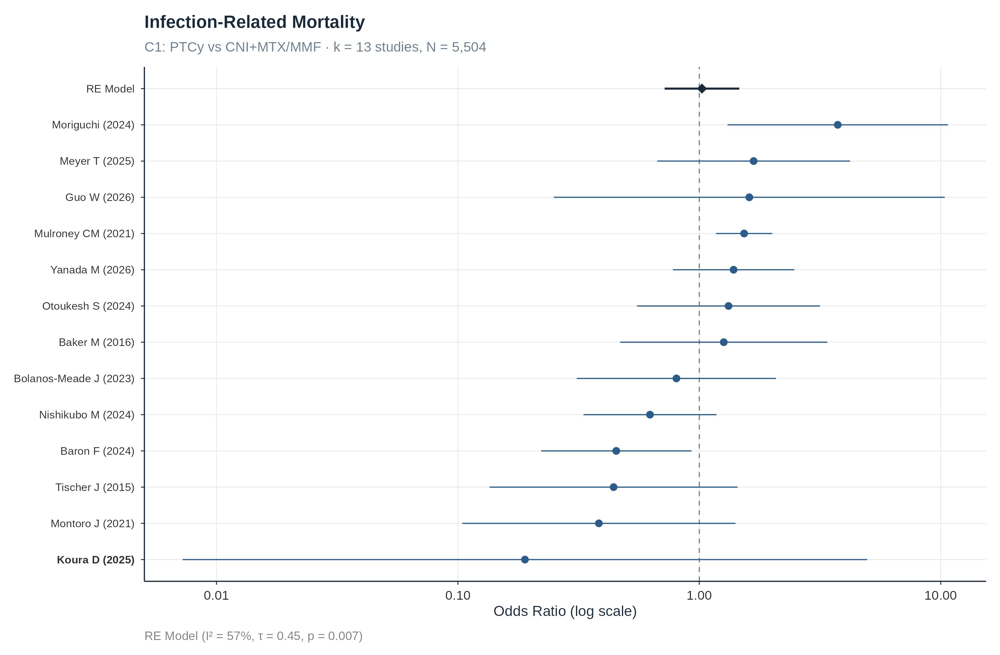 Infection-Related Mortality
C1: PTCy vs CNI+MTX/MMF · k = 13 studies, N = 5,504
RE Model
Moriguchi (2024)
Meyer T (2025)
Guo W (2026)
Mulroney CM (2021)
Yanada M (2026)
Otoukesh S (2024)
Baker M (2016)
Bolanos-Meade J (2023)
Nishikubo M (2024)
Baron F (2024)
Tischer J (2015)
Montoro J (2021)
Koura D (2025)
0.01 0.10 1.00 10.00
Odds Ratio (log scale)
RE Model (I² = 57%, τ = 0.45, p = 0.007)